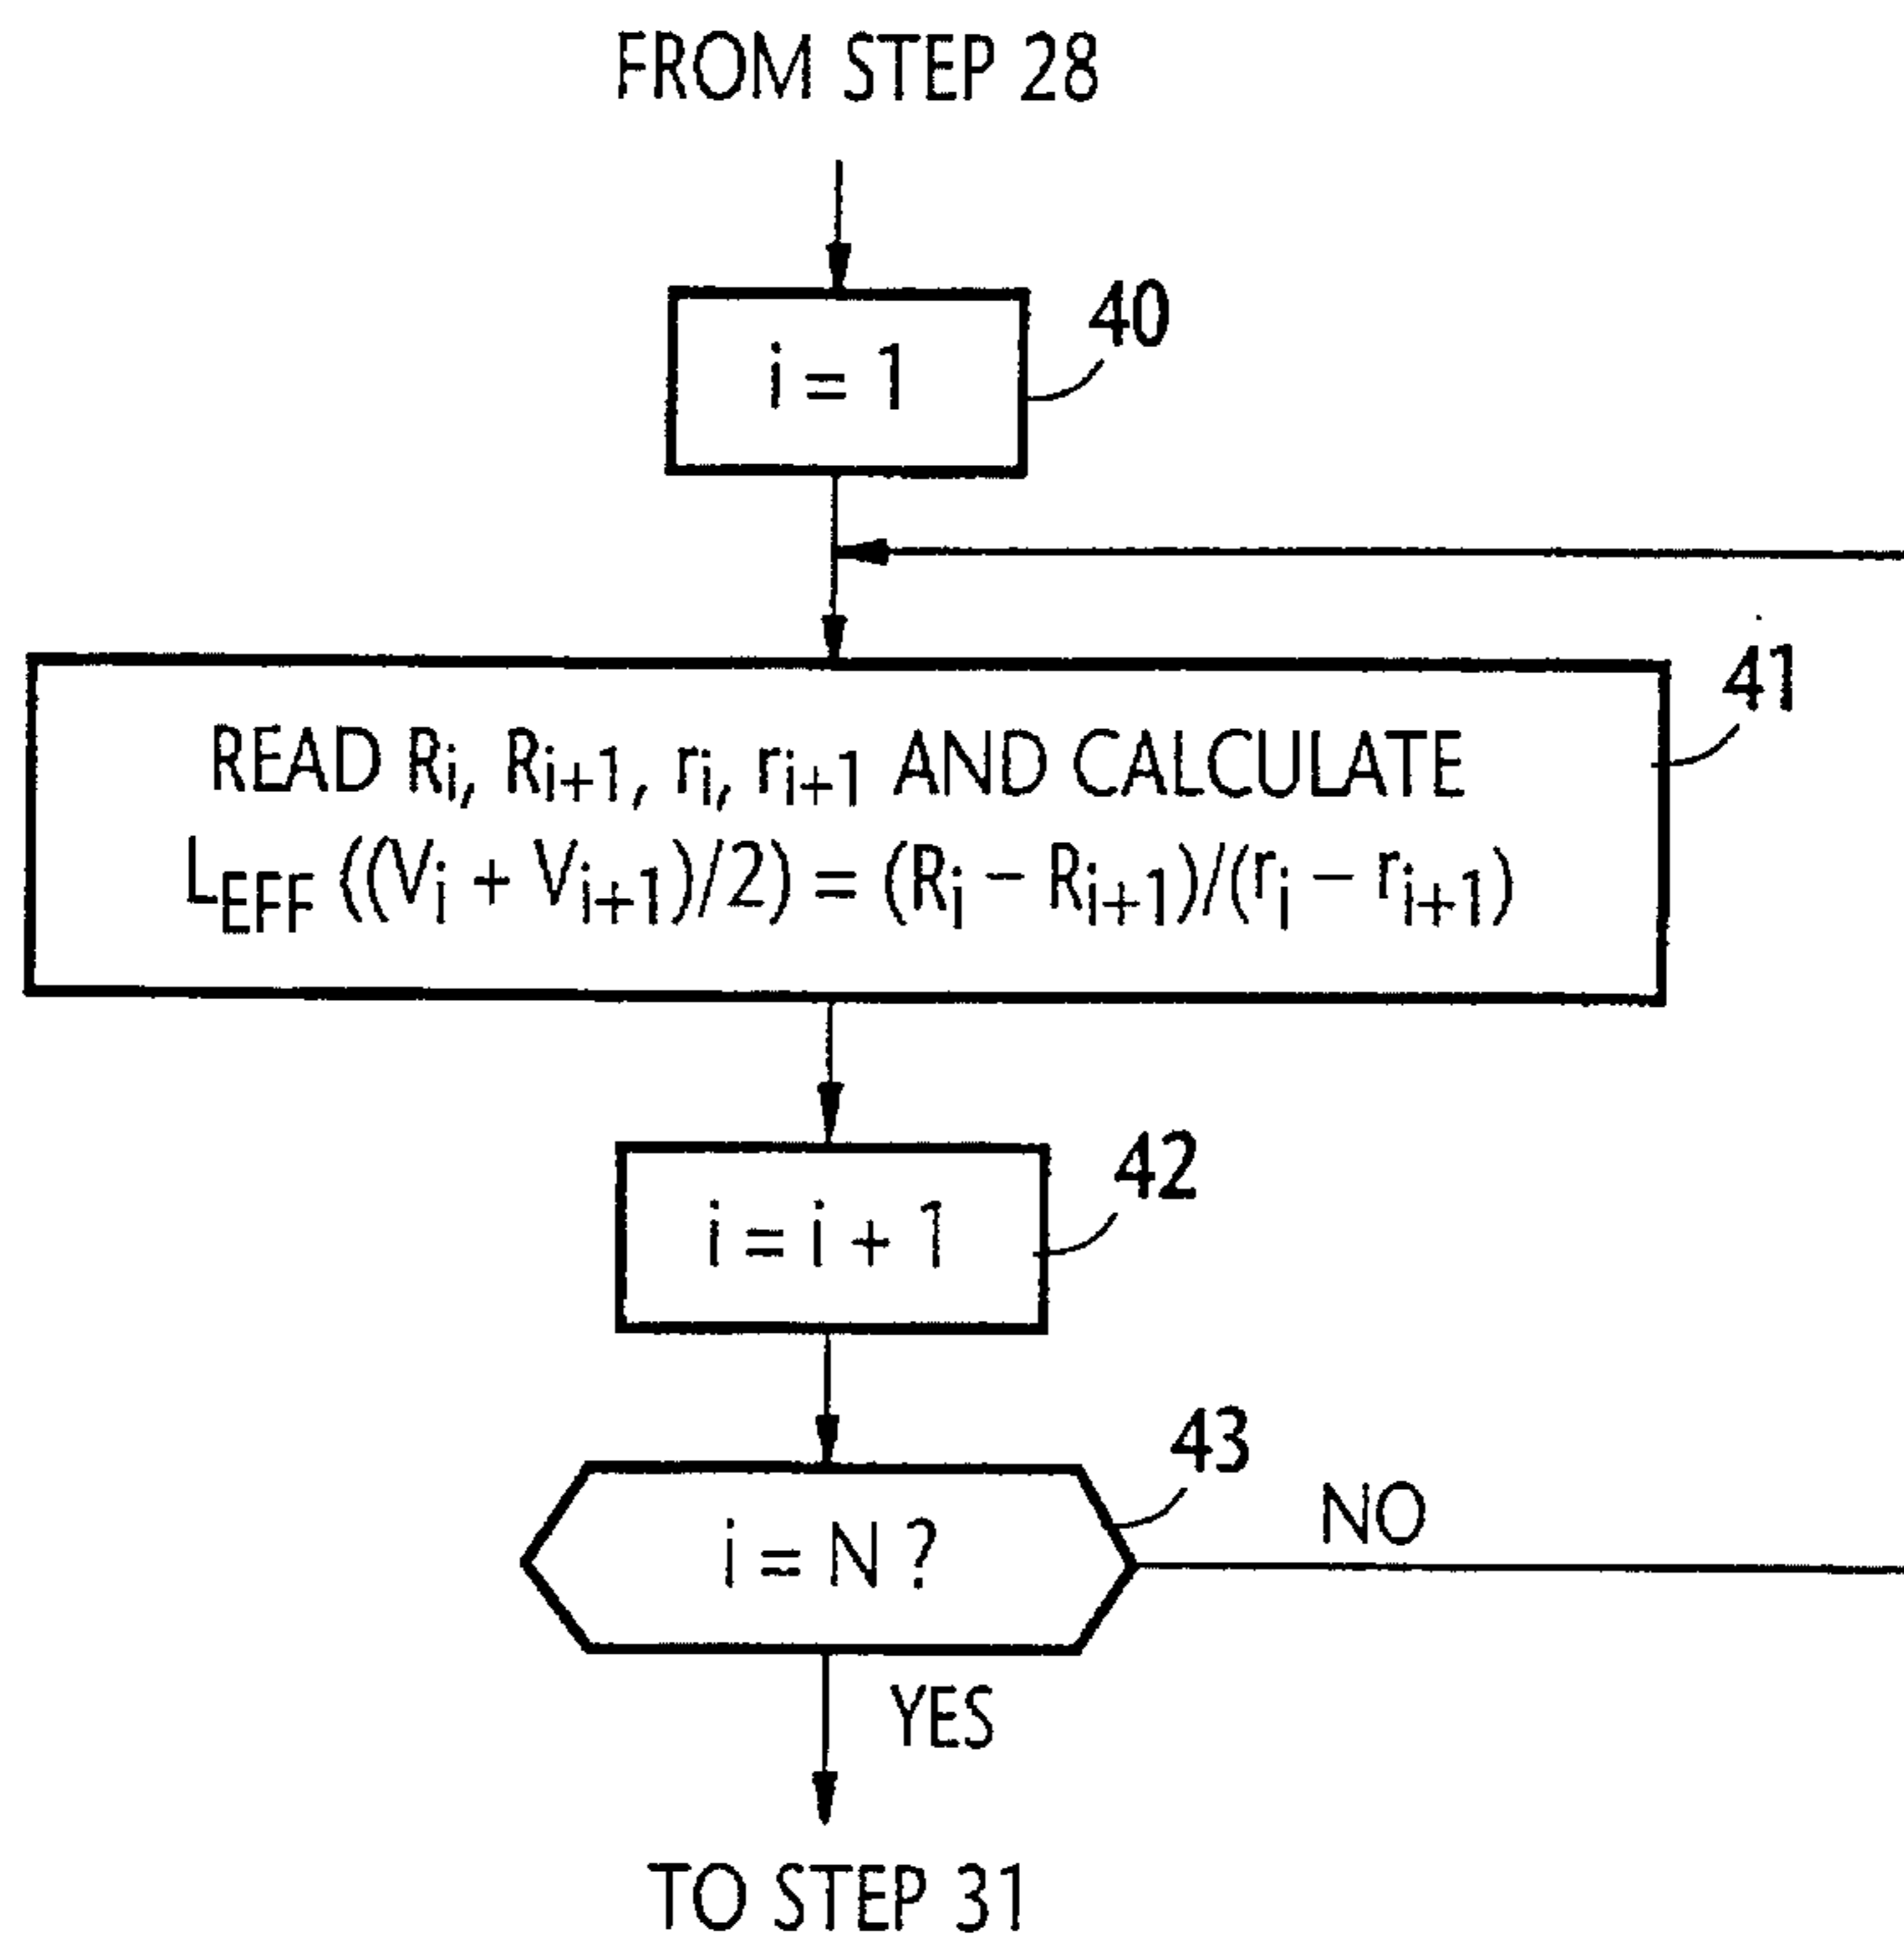 FROM STEP 28
i = 1
40
41
READ Ri, Ri+1, ri, ri+1 AND CALCULATE
LEFF ((Vi + Vi+1)/2) = (Ri − Ri+1)/(ri − ri+1)
42
i = i + 1
43
i = N ?
NO
YES
TO STEP 31